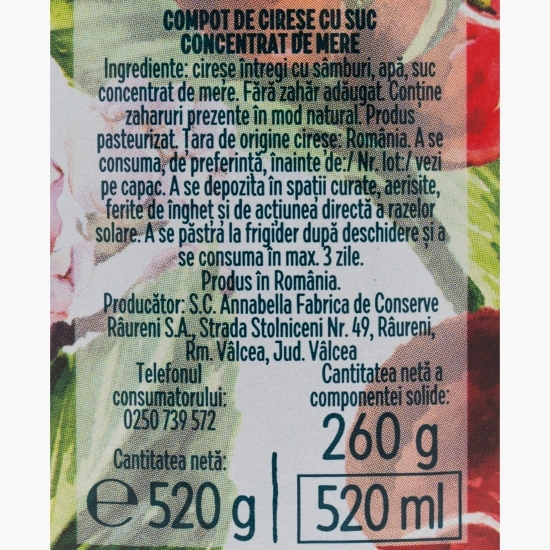 COMPOT DE CIREȘE CU SUC
CONCENTRAT DE MERE
Ingrediente: cireșe întregi cu sâmburi, apă, suc
concentrat de mere. Fără zahăr adăugat. Conține
zaharuri prezente în mod natural. Produs
pasteurizat. Țara de origine cireșe: România. A se
consuma, de preferință, înainte de:/ Nr. lot:/ vezi
pe capac. A se depozita în spații curate, aerisite,
ferite de îngheț și de acțiunea directă a razelor
solare. A se păstra la frigider după deschidere și a
se consuma în max. 3 zile.
Produs în România.
Producător: S.C. Annabella Fabrica de Conserve
Râureni S.A., Strada Stolniceni Nr. 49, Râureni,
Rm. Vâlcea, Jud. Vâlcea
Telefonul
consumatorului:
0250 739 572
Cantitatea netă a
componentei solide:
260 g
Cantitatea netă:
℮ 520 g | 520 ml